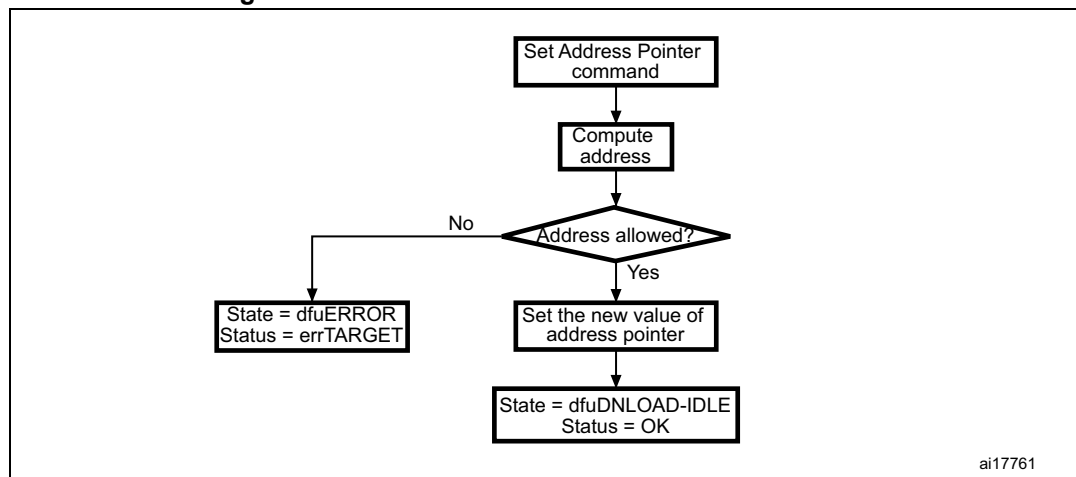 Set Address Pointer
command
Compute
address
Address allowed?
No
Yes
State = dfuERROR
Status = errTARGET
Set the new value of
address pointer
State = dfuDNLOAD-IDLE
Status = OK
ai17761